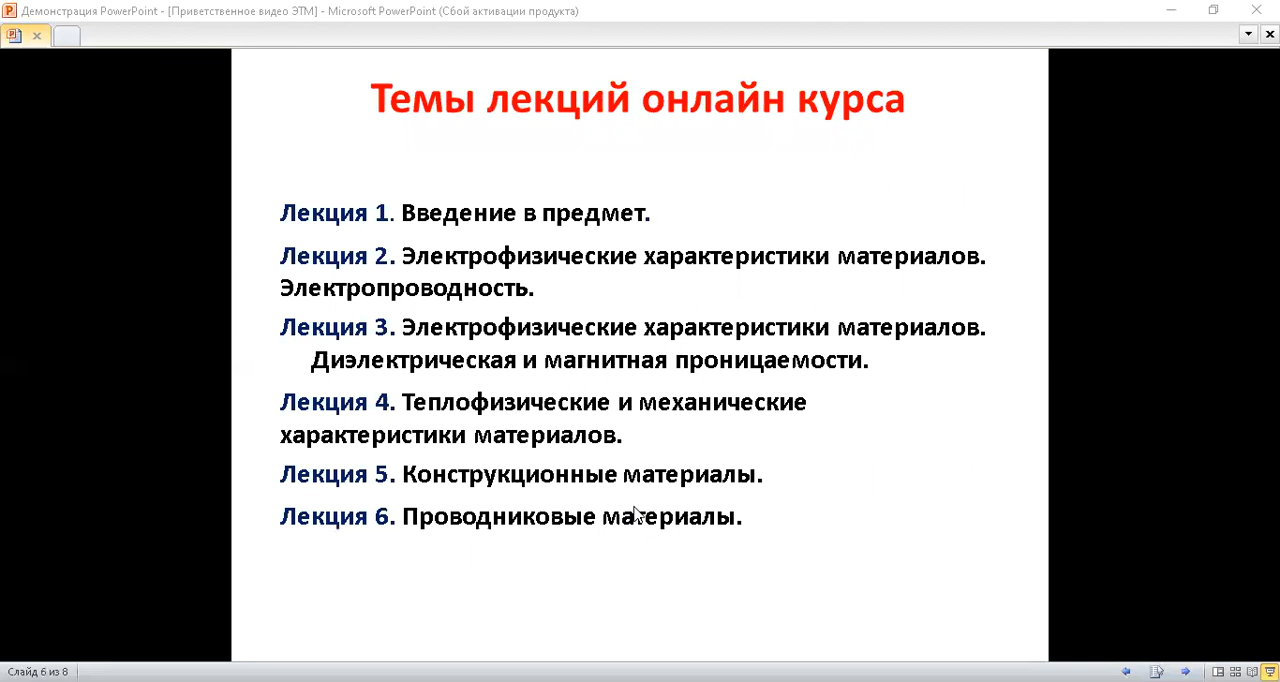 Демонстрация PowerPoint - [Приветственное видео ЭТМ] - Microsoft PowerPoint (Сбой активации продукта)
Темы лекций онлайн курса
Лекция 1. Введение в предмет.
Лекция 2. Электрофизические характеристики материалов.
Электропроводность.
Лекция 3. Электрофизические характеристики материалов.
Диэлектрическая и магнитная проницаемости.
Лекция 4. Теплофизические и механические
характеристики материалов.
Лекция 5. Конструкционные материалы.
Лекция 6. Проводниковые материалы.
Слайд 6 из 8